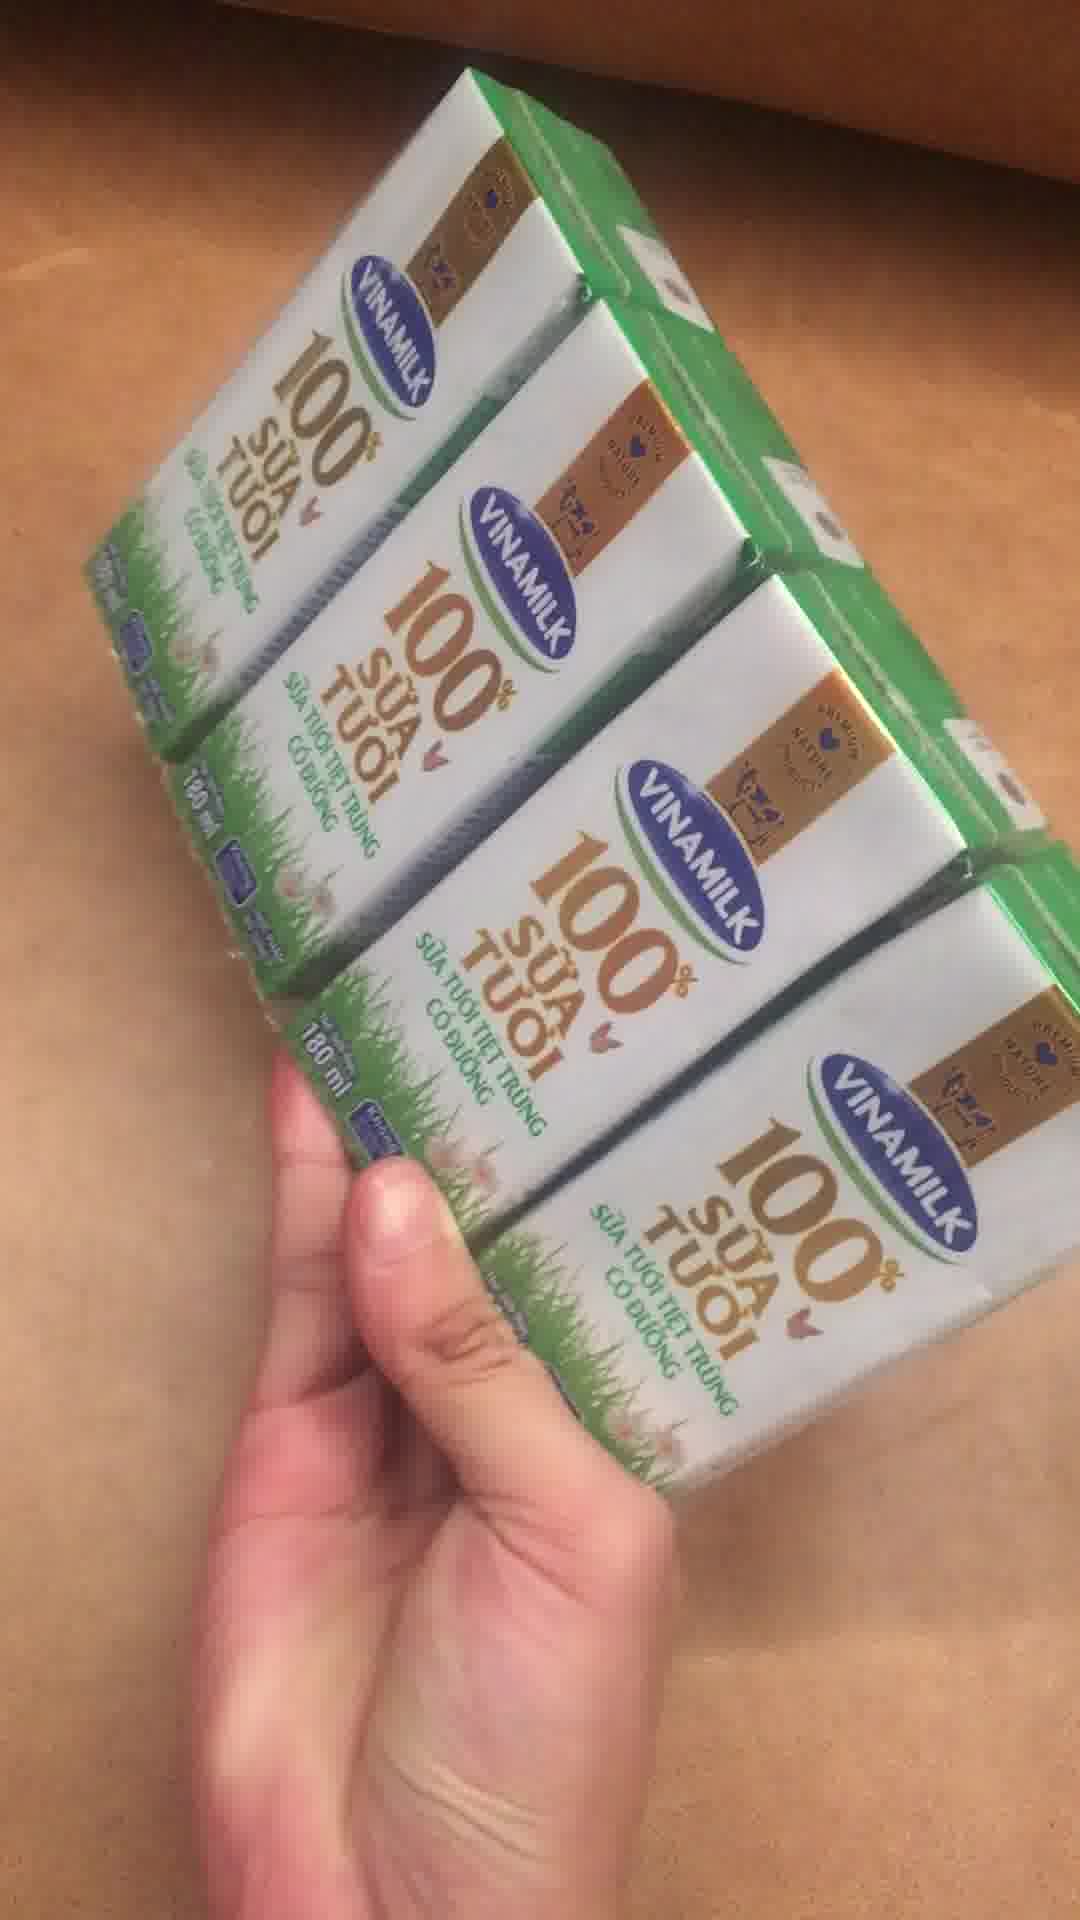 VINAMILK
100%
SỮA
TƯƠI
SỮA TƯƠI TIỆT TRÙNG
CÓ ĐƯỜNG
PREMIUM
NATURE
VINAMILK
100%
SỮA
TƯƠI
SỮA TƯƠI TIỆT TRÙNG
CÓ ĐƯỜNG
180 ml
PREMIUM
NATURE
VINAMILK
100%
SỮA
TƯƠI
SỮA TƯƠI TIỆT TRÙNG
CÓ ĐƯỜNG
180 ml
PREMIUM
NATURE
VINAMILK
100%
SỮA
TƯƠI
SỮA TƯƠI TIỆT TRÙNG
CÓ ĐƯỜNG